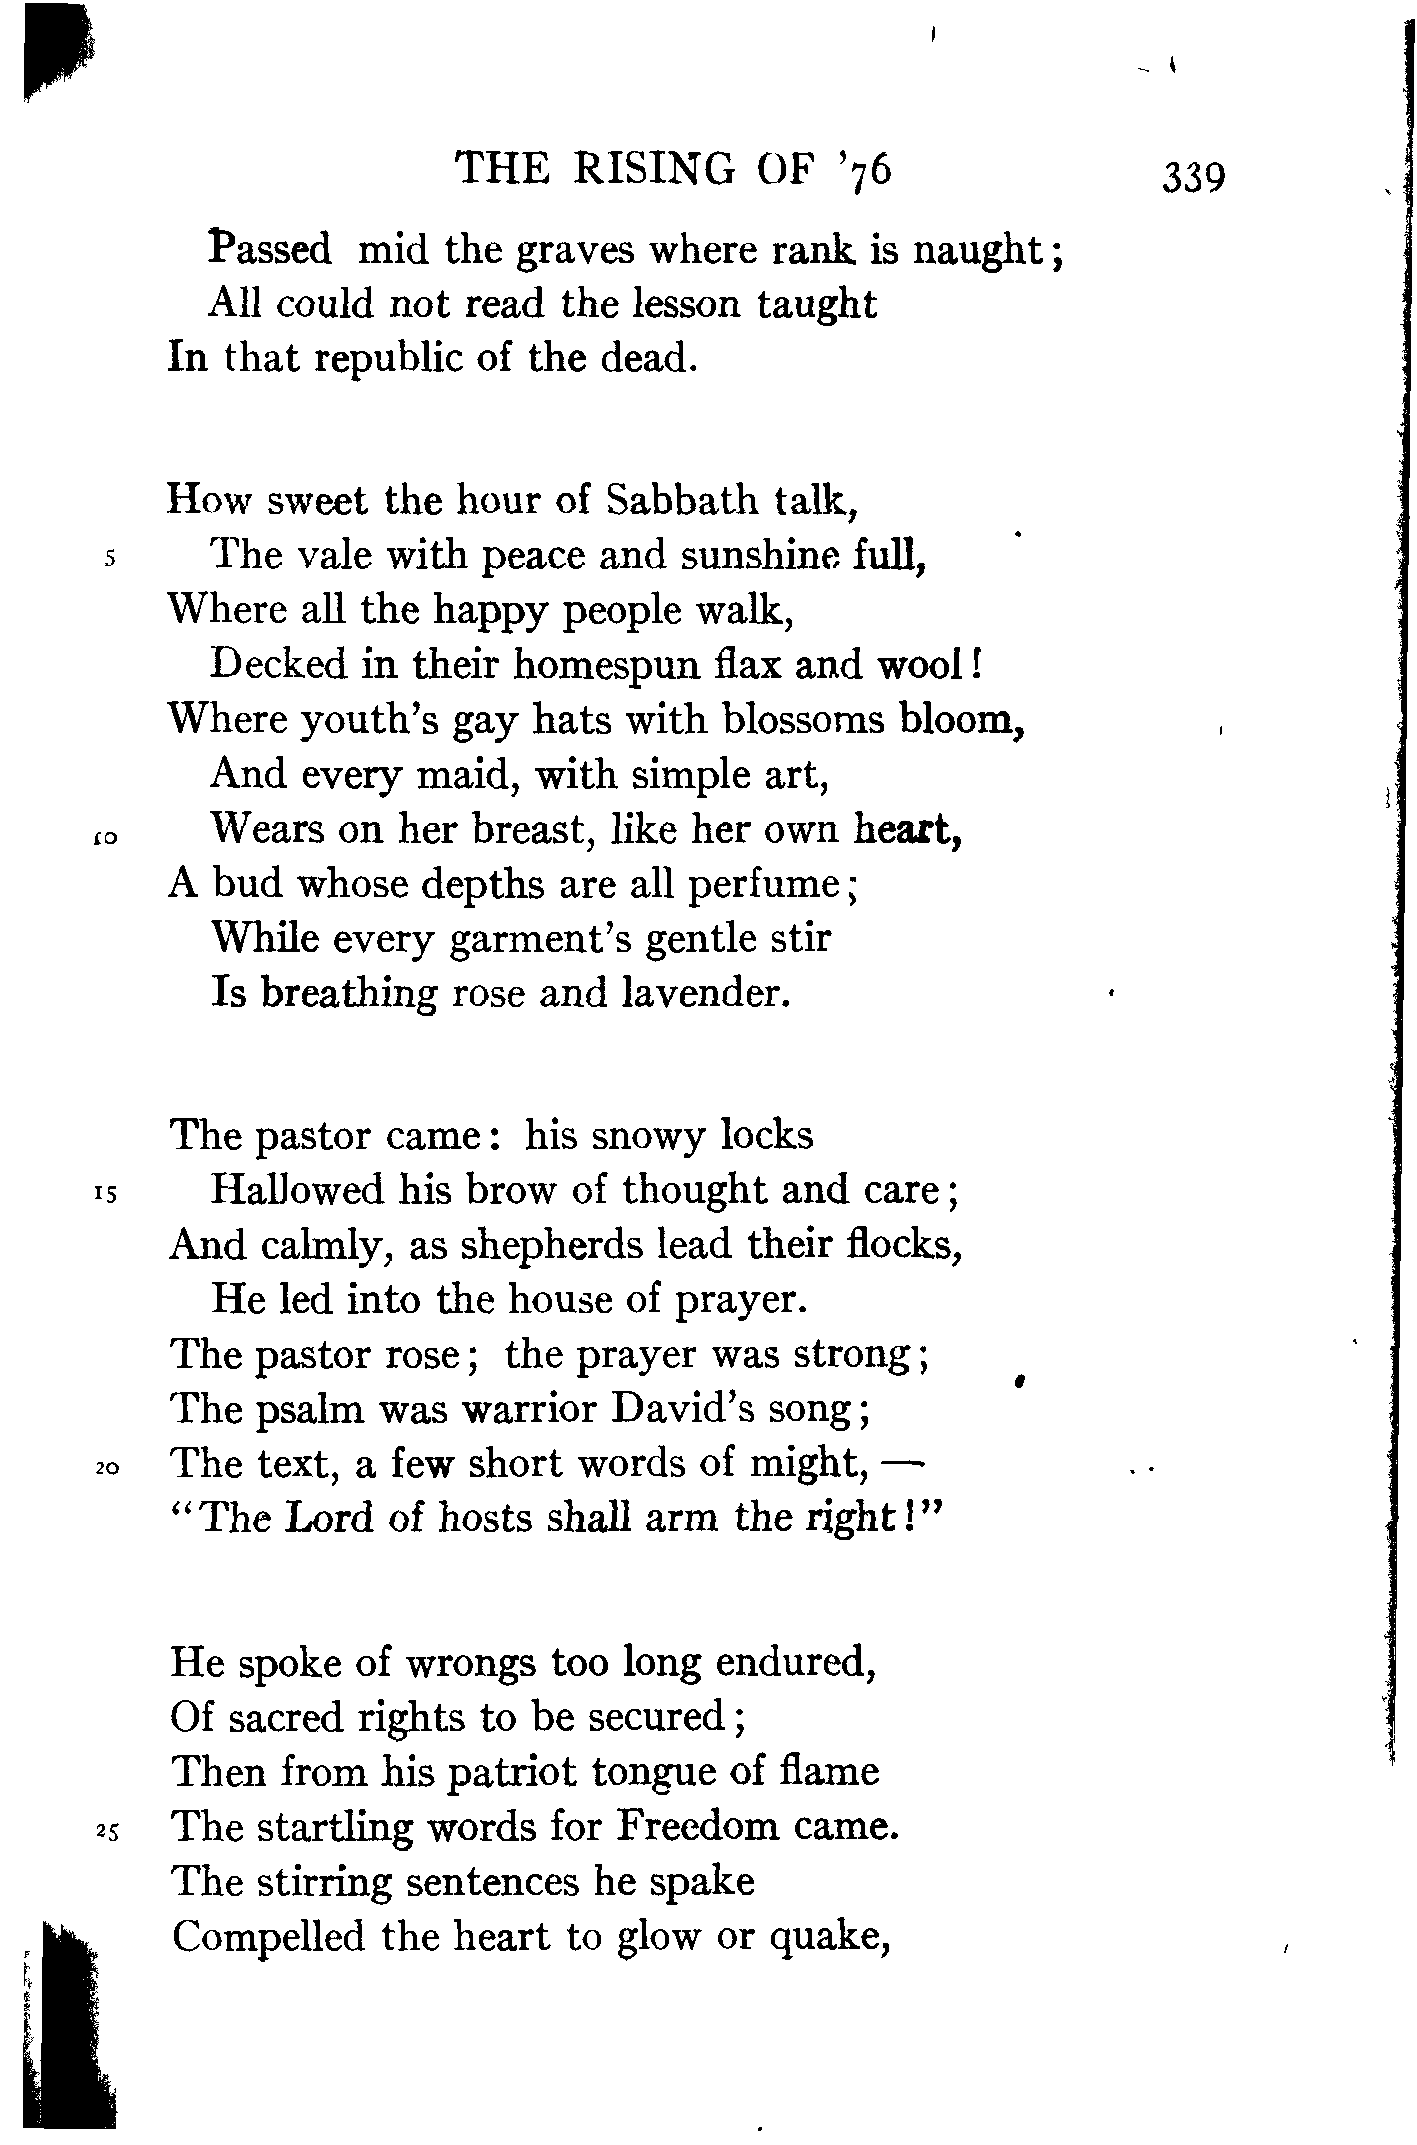 THE RISING OF ’76 339
Passed mid the graves where rank is naught;
All could not read the lesson taught
In that republic of the dead.
How sweet the hour of Sabbath talk,
5 The vale with peace and sunshine full,
Where all the happy people walk,
Decked in their homespun flax and wool!
Where youth’s gay hats with blossoms bloom,
And every maid, with simple art,
10 Wears on her breast, like her own heart,
A bud whose depths are all perfume;
While every garment’s gentle stir
Is breathing rose and lavender.
The pastor came: his snowy locks
15 Hallowed his brow of thought and care;
And calmly, as shepherds lead their flocks,
He led into the house of prayer.
The pastor rose; the prayer was strong;
The psalm was warrior David’s song;
20 The text, a few short words of might, —
“The Lord of hosts shall arm the right!”
He spoke of wrongs too long endured,
Of sacred rights to be secured;
Then from his patriot tongue of flame
25 The startling words for Freedom came.
The stirring sentences he spake
Compelled the heart to glow or quake,